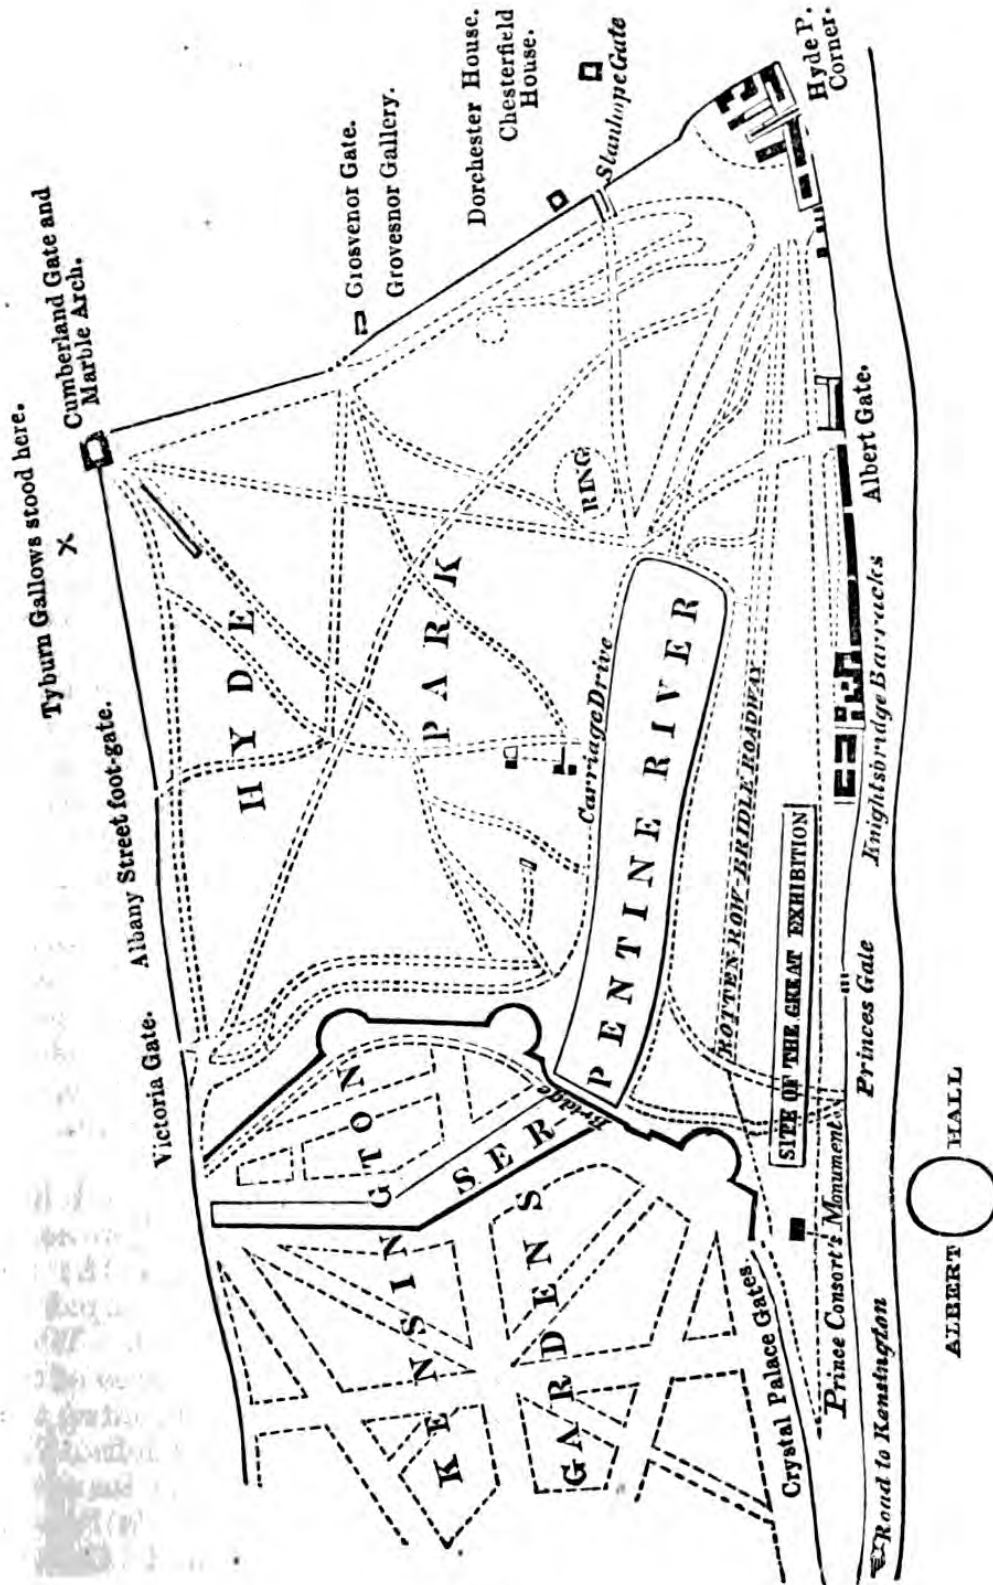 Tyburn Gallows stood here.
Cumberland Gate and
Marble Arch.
Albany Street foot-gate.
Victoria Gate.
Grosvenor Gate.
Grovesnor Gallery.
Dorchester House.
Chesterfield
House.
Stanhope Gate
Hyde P.
Corner.
HYDE
PARK
RING
Carriage Drive
SERPENTINE RIVER
Bridge
KENSINGTON
GARDENS
ROTTEN ROW BRIDLE ROADWAY
SITE OF THE GREAT EXHIBITION
Albert Gate.
Knightsbridge Barracks
Princes Gate
Prince Consort's Monument
Crystal Palace Gates
Road to Kensington
ALBERT HALL